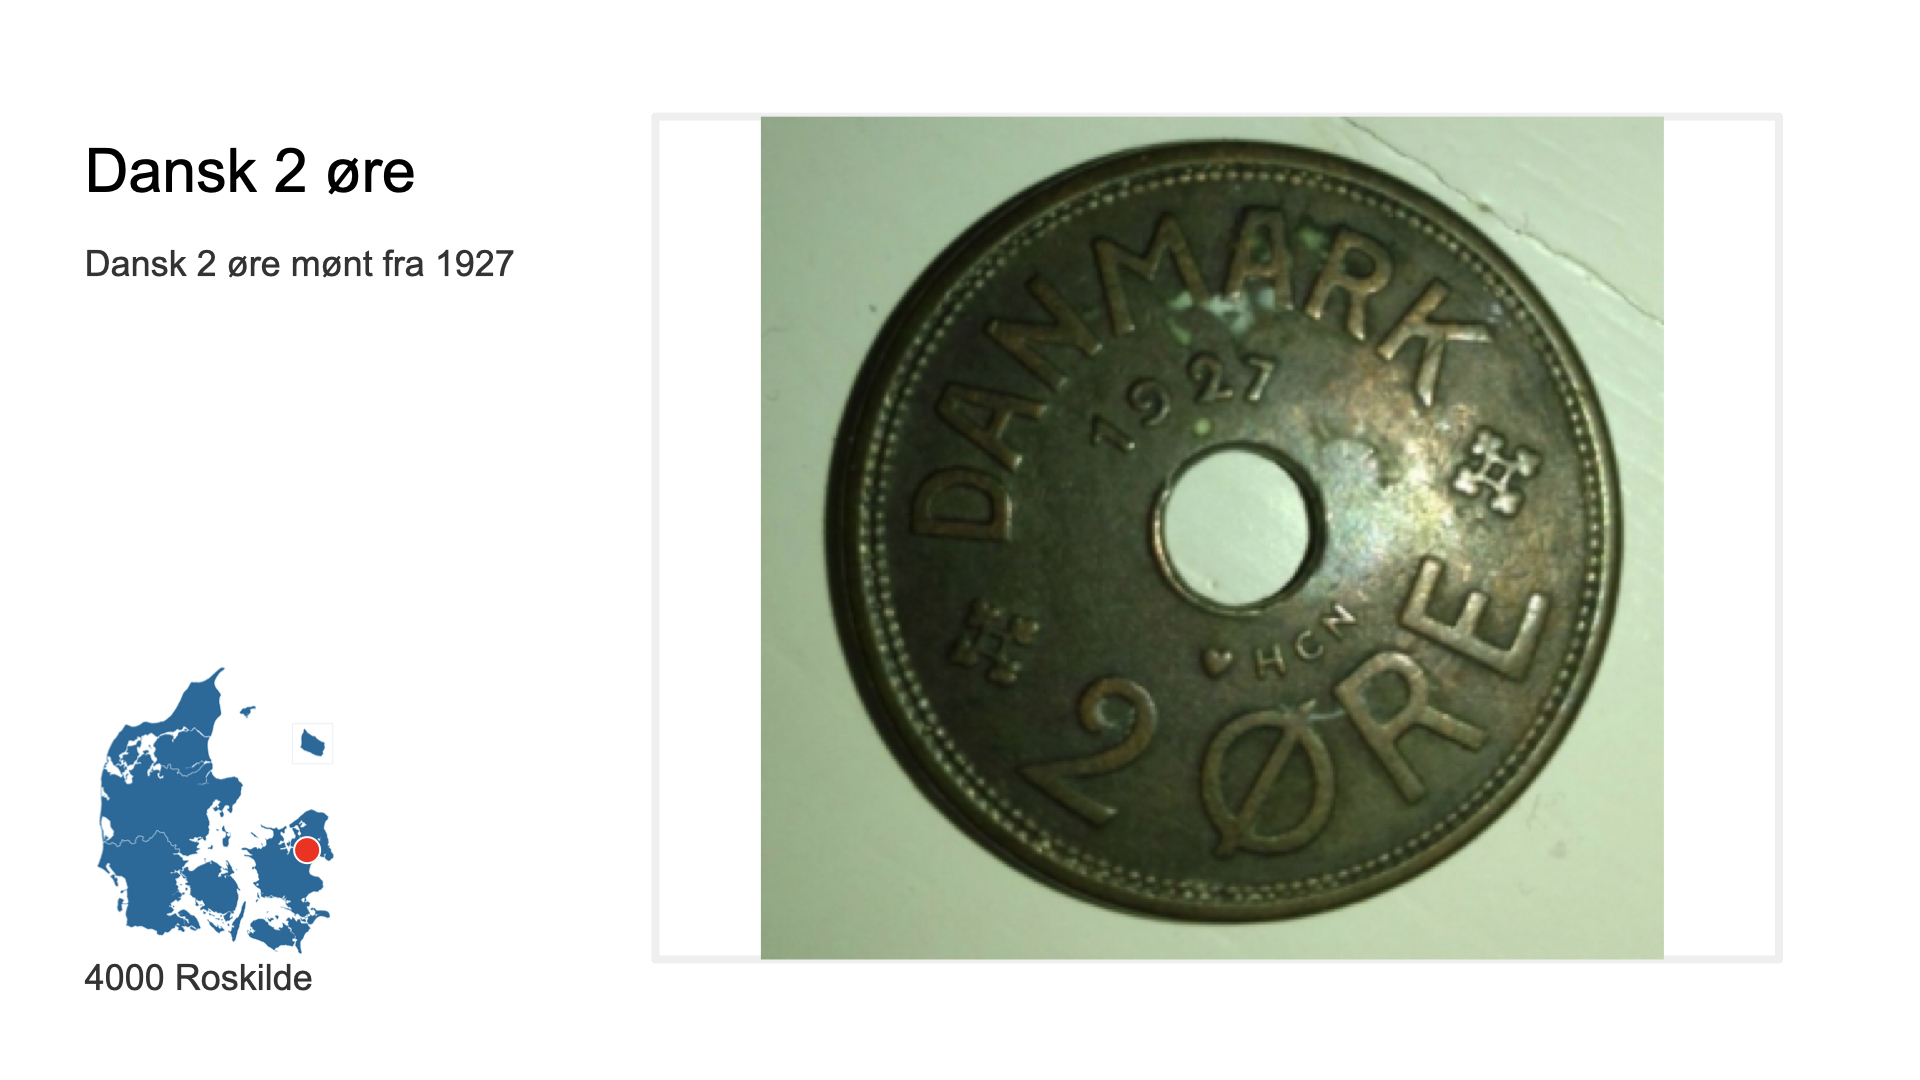 Dansk 2 øre
Dansk 2 øre mønt fra 1927
4000 Roskilde
DANMARK
1927
♥ HCN
2 ØRE